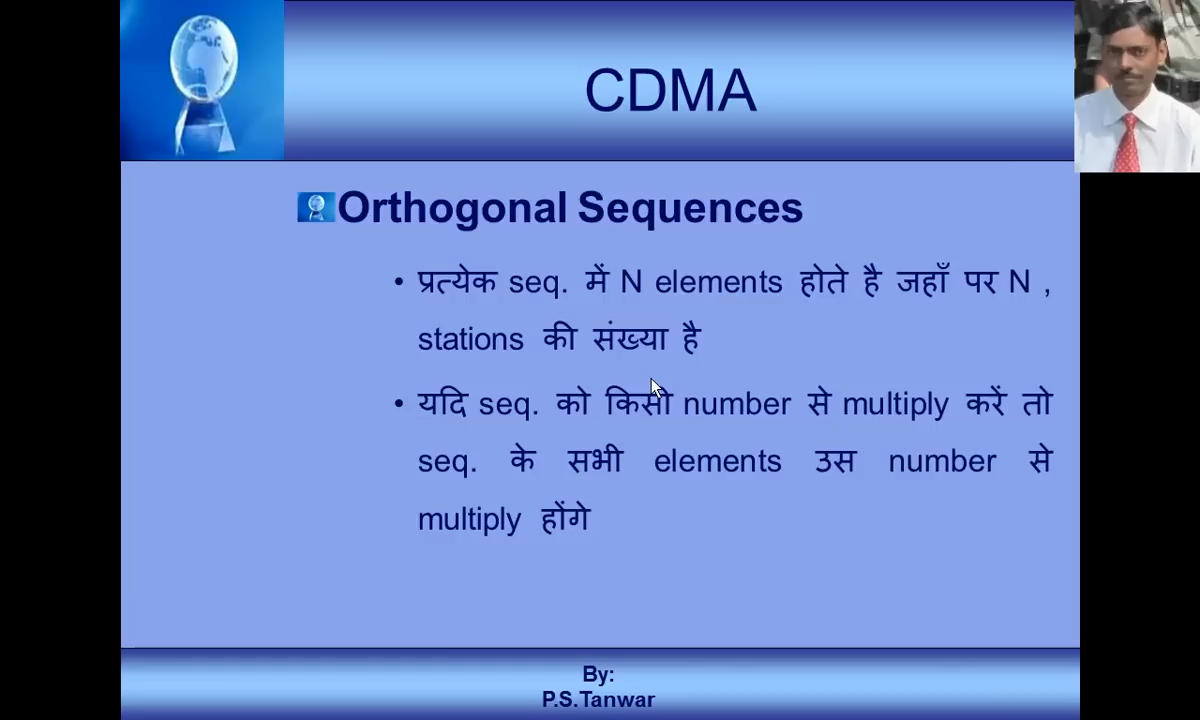 CDMA
Orthogonal Sequences
• प्रत्येक seq. में N elements होते है जहाँ पर N ,
stations की संख्या है
• यदि seq. को किसी number से multiply करें तो
seq. के सभी elements उस number से
multiply होंगे
By:
P.S.Tanwar